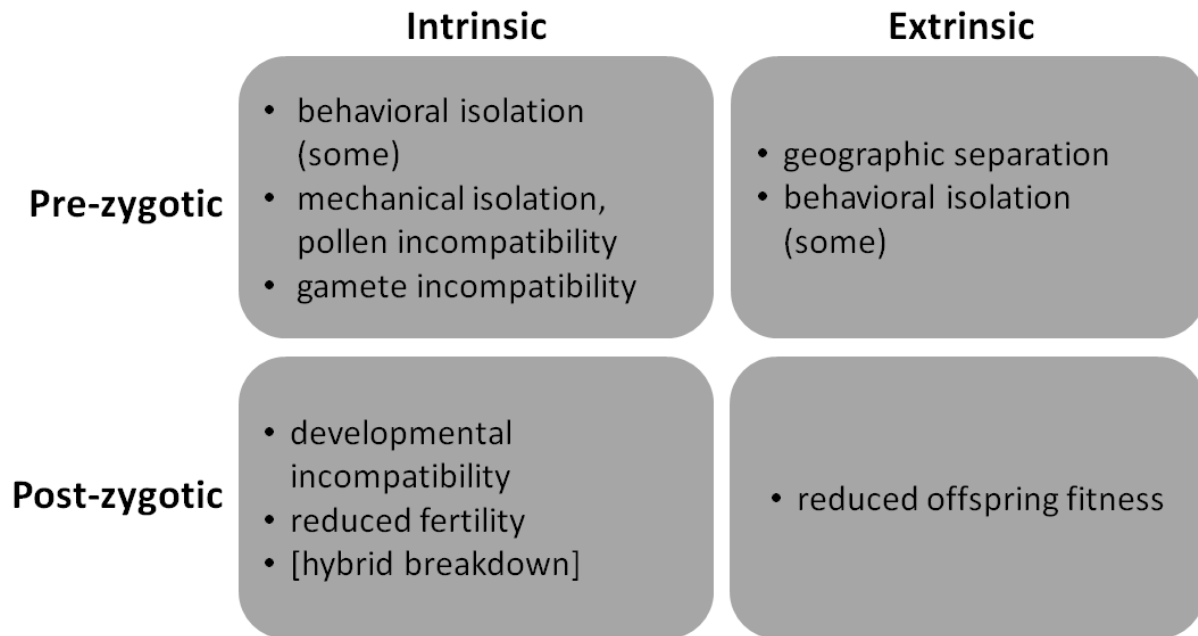 Intrinsic
Extrinsic
Pre-zygotic
• behavioral isolation
(some)
• mechanical isolation,
pollen incompatibility
• gamete incompatibility
• geographic separation
• behavioral isolation
(some)
Post-zygotic
• developmental
incompatibility
• reduced fertility
• [hybrid breakdown]
• reduced offspring fitness